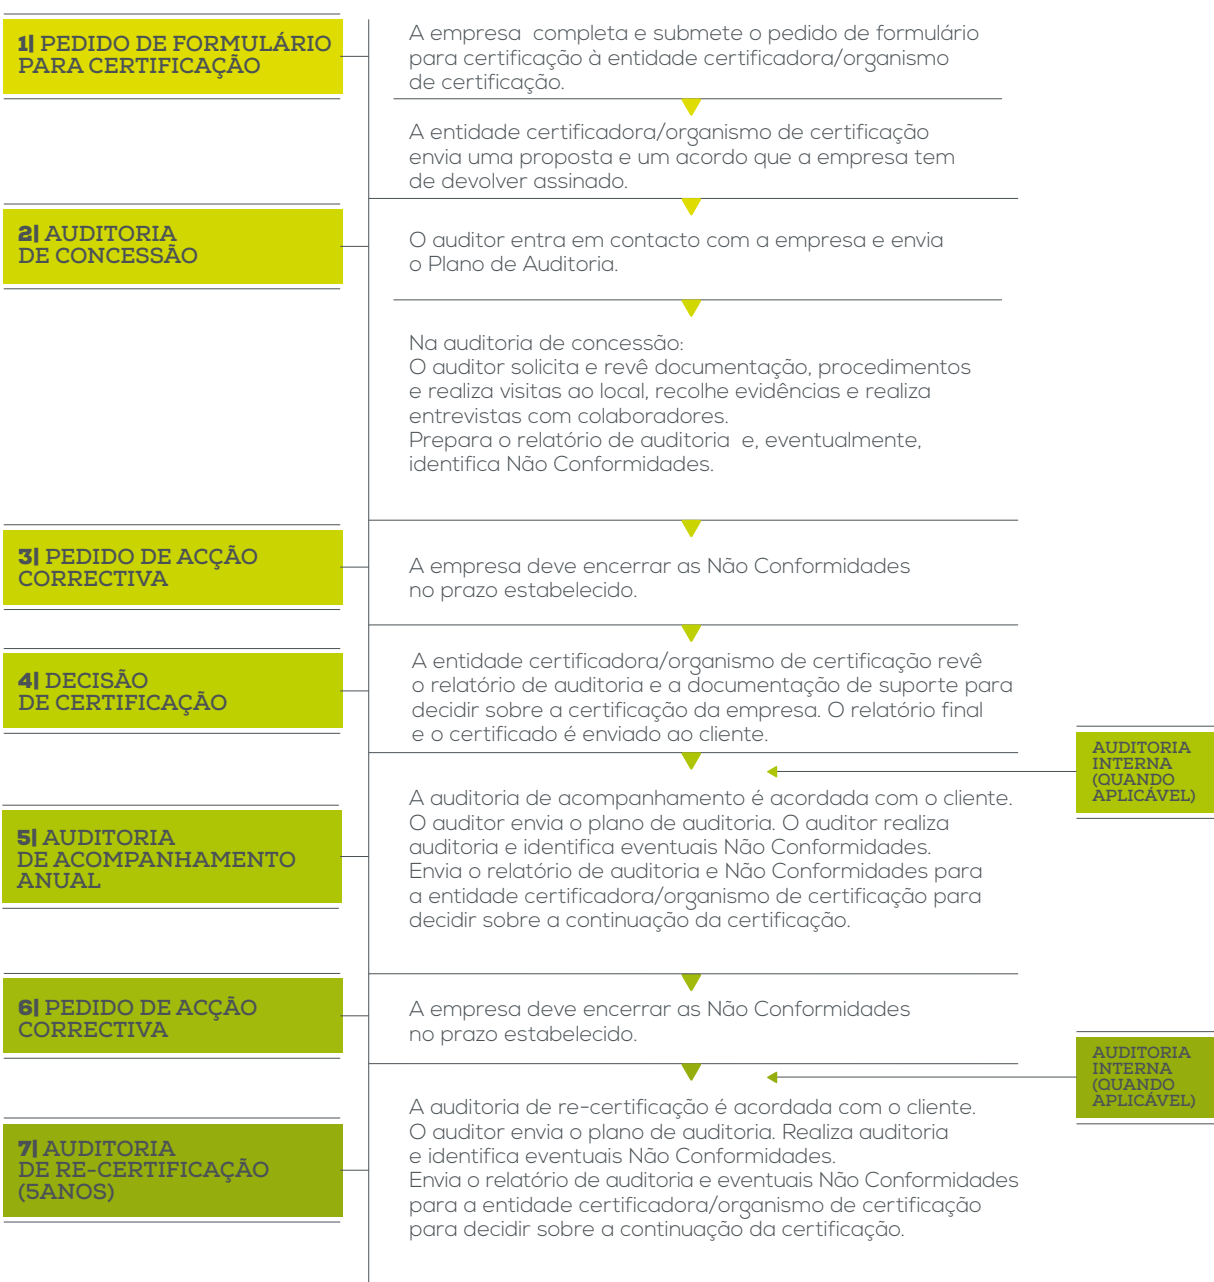 1| PEDIDO DE FORMULÁRIO
PARA CERTIFICAÇÃO
A empresa completa e submete o pedido de formulário
para certificação à entidade certificadora/organismo
de certificação.
A entidade certificadora/organismo de certificação
envia uma proposta e um acordo que a empresa tem
de devolver assinado.
2| AUDITORIA
DE CONCESSÃO
O auditor entra em contacto com a empresa e envia
o Plano de Auditoria.
Na auditoria de concessão:
O auditor solicita e revê documentação, procedimentos
e realiza visitas ao local, recolhe evidências e realiza
entrevistas com colaboradores.
Prepara o relatório de auditoria e, eventualmente,
identifica Não Conformidades.
3| PEDIDO DE ACÇÃO
CORRECTIVA
A empresa deve encerrar as Não Conformidades
no prazo estabelecido.
4| DECISÃO
DE CERTIFICAÇÃO
A entidade certificadora/organismo de certificação revê
o relatório de auditoria e a documentação de suporte para
decidir sobre a certificação da empresa. O relatório final
e o certificado é enviado ao cliente.
AUDITORIA
INTERNA
(QUANDO
APLICÁVEL)
5| AUDITORIA
DE ACOMPANHAMENTO
ANUAL
A auditoria de acompanhamento é acordada com o cliente.
O auditor envia o plano de auditoria. O auditor realiza
auditoria e identifica eventuais Não Conformidades.
Envia o relatório de auditoria e Não Conformidades para
a entidade certificadora/organismo de certificação para
decidir sobre a continuação da certificação.
6| PEDIDO DE ACÇÃO
CORRECTIVA
A empresa deve encerrar as Não Conformidades
no prazo estabelecido.
AUDITORIA
INTERNA
(QUANDO
APLICÁVEL)
7| AUDITORIA
DE RE-CERTIFICAÇÃO
(5ANOS)
A auditoria de re-certificação é acordada com o cliente.
O auditor envia o plano de auditoria. Realiza auditoria
e identifica eventuais Não Conformidades.
Envia o relatório de auditoria e eventuais Não Conformidades
para a entidade certificadora/organismo de certificação
para decidir sobre a continuação da certificação.